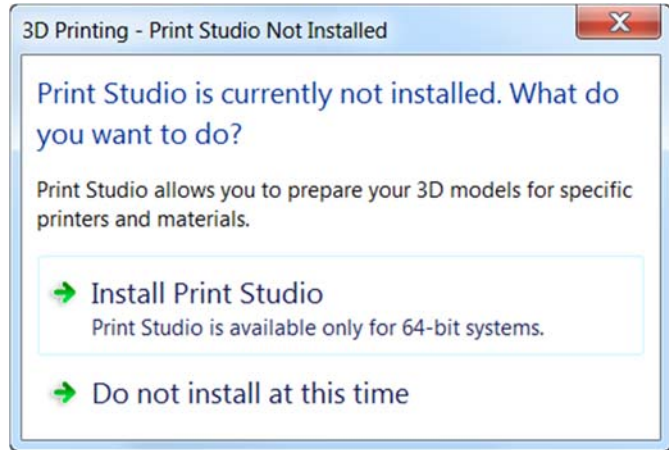 3D Printing - Print Studio Not Installed
Print Studio is currently not installed. What do
you want to do?
Print Studio allows you to prepare your 3D models for specific
printers and materials.
Install Print Studio
Print Studio is available only for 64-bit systems.
Do not install at this time